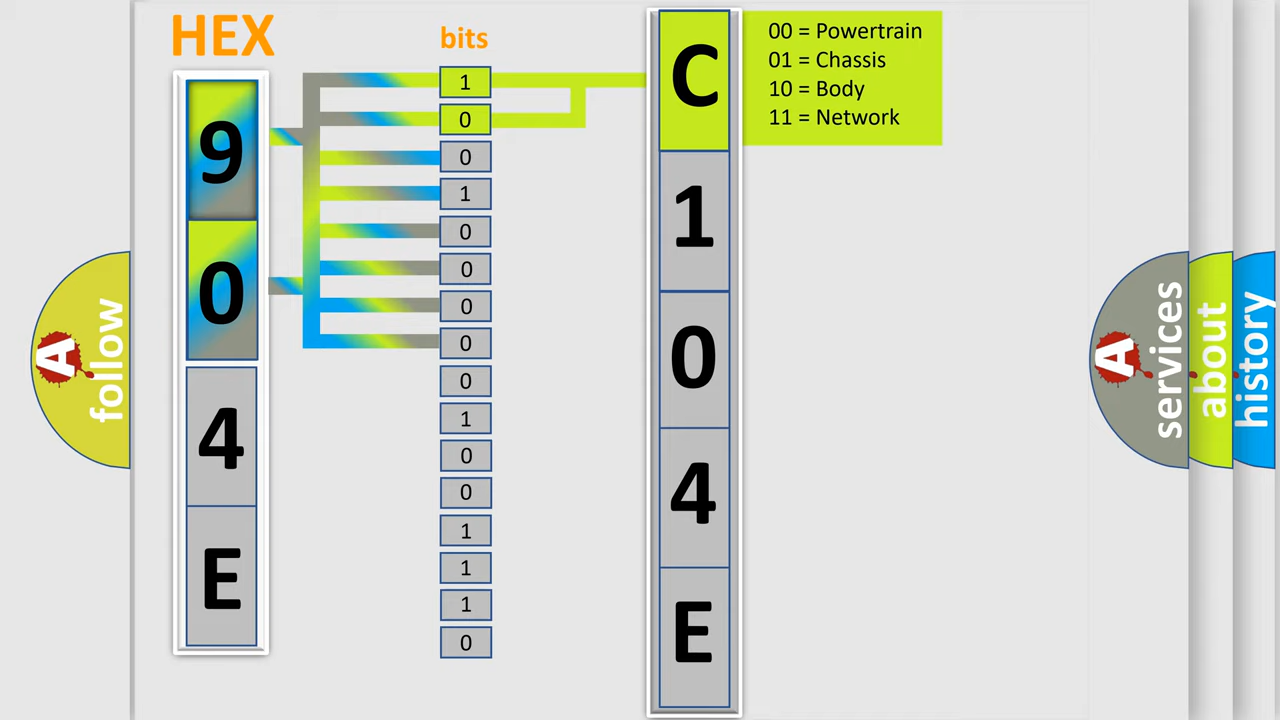 HEX
bits
9
0
4
E
1
0
0
1
0
0
0
0
0
1
0
0
1
1
1
0
C
1
0
4
E
00 = Powertrain
01 = Chassis
10 = Body
11 = Network
A
follow
A
services
about
history